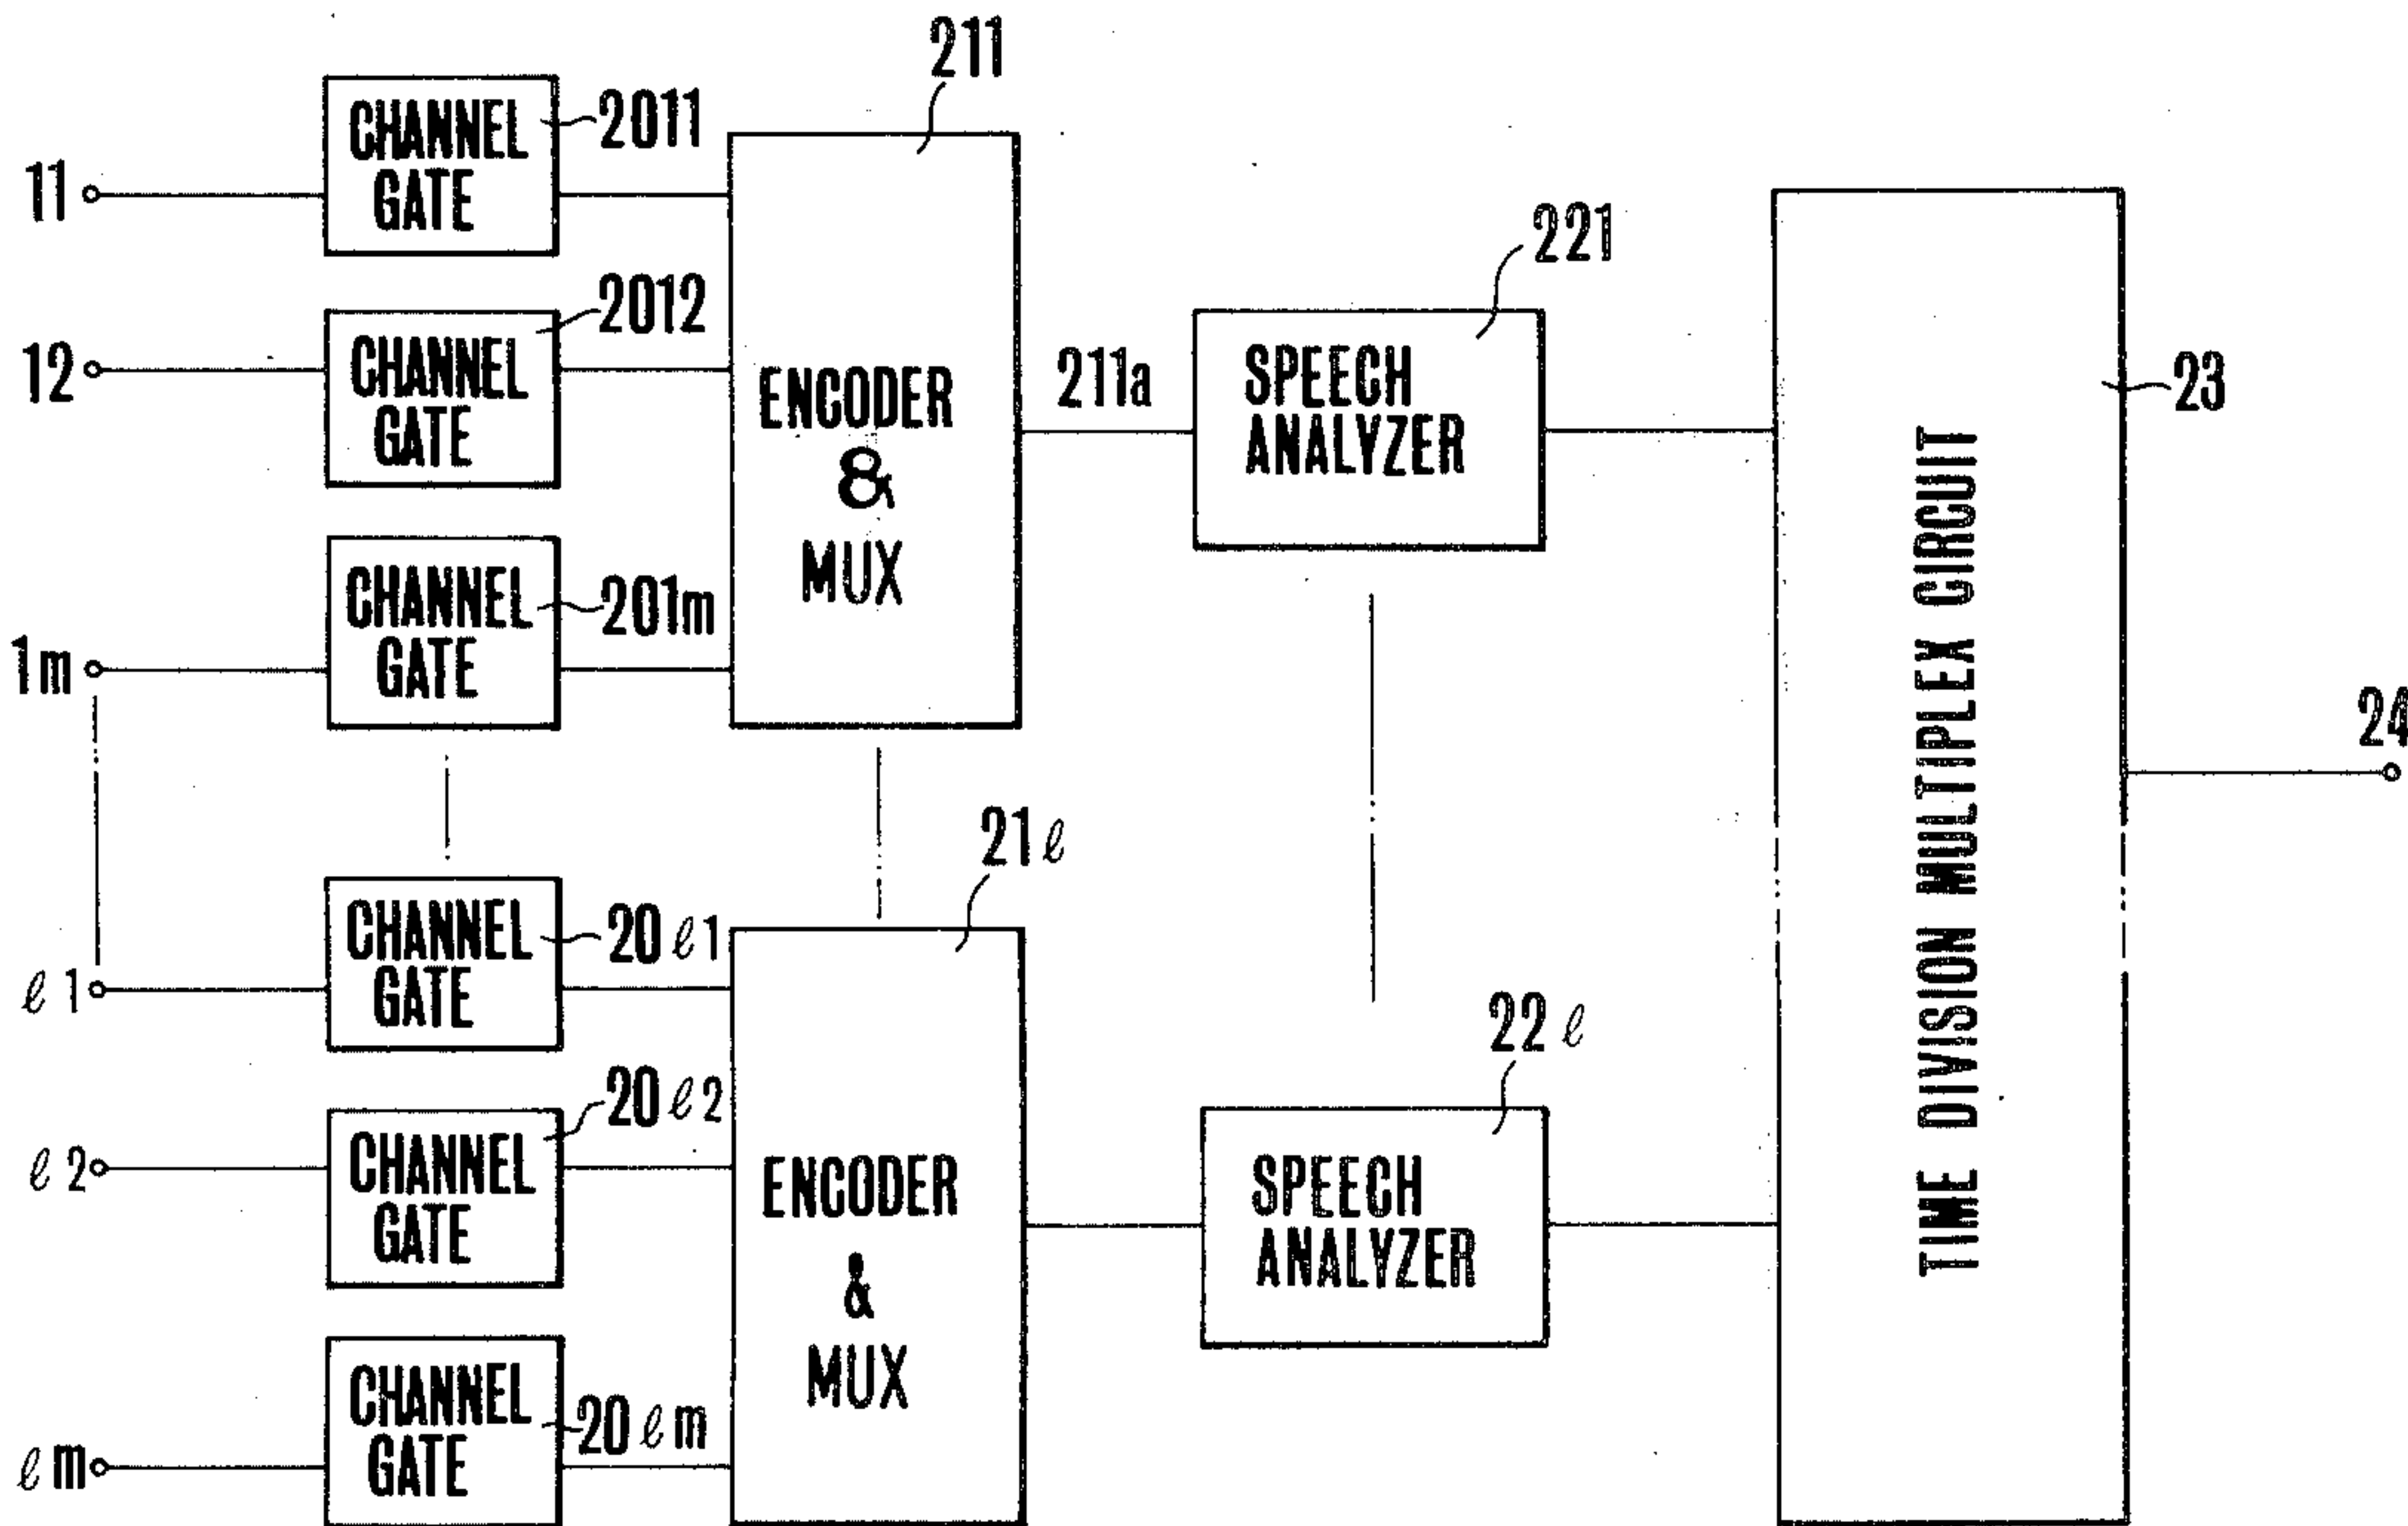 211
CHANNEL
GATE
2011
11
221
CHANNEL
GATE
2012
12
211a
ENCODER
&
MUX
SPEECH
ANALYZER
23
CHANNEL
GATE
201m
1m
24
TIME DIVISION MULTIPLEX CIRCUIT
21ℓ
CHANNEL
GATE
20ℓ1
ℓ1
22ℓ
CHANNEL
GATE
20ℓ2
ℓ2
ENCODER
&
MUX
SPEECH
ANALYZER
CHANNEL
GATE
20ℓm
ℓm